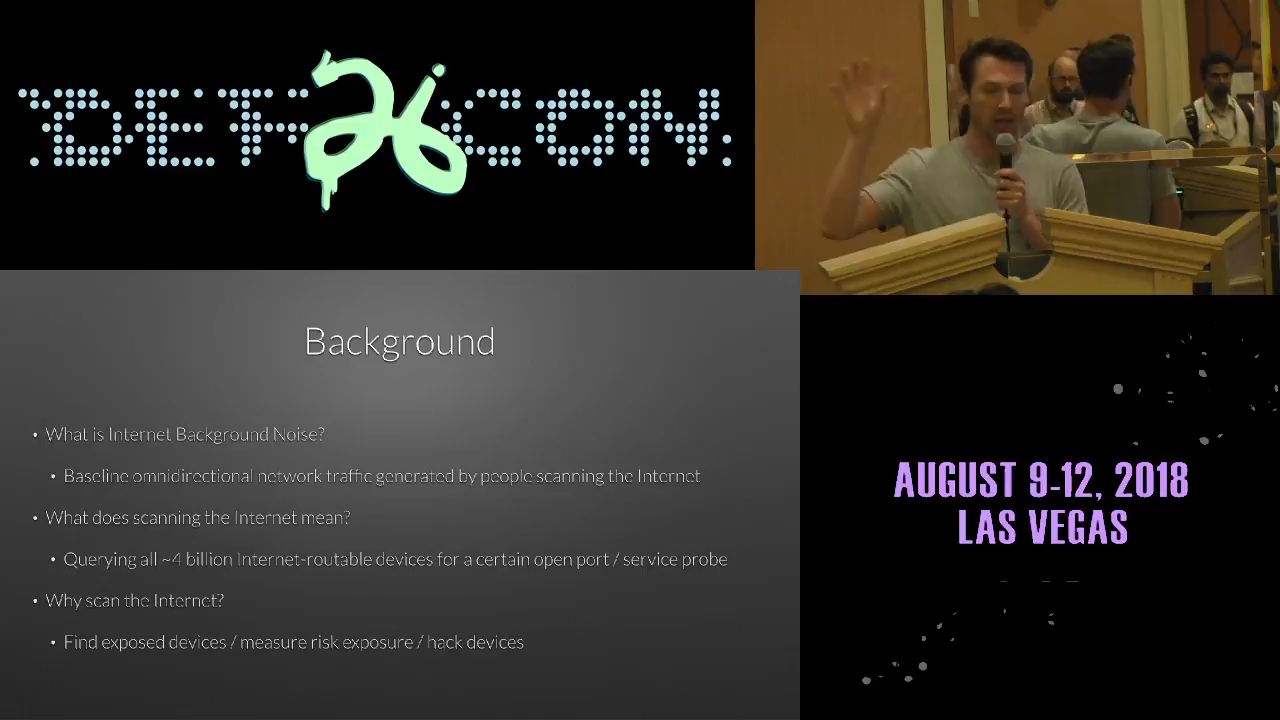 DEF 26 CON.
Background
• What is Internet Background Noise?
• Baseline omnidirectional network traffic generated by people scanning the Internet
• What does scanning the Internet mean?
• Querying all ~4 billion Internet-routable devices for a certain open port / service probe
• Why scan the Internet?
• Find exposed devices / measure risk exposure / hack devices
AUGUST 9-12, 2018
LAS VEGAS